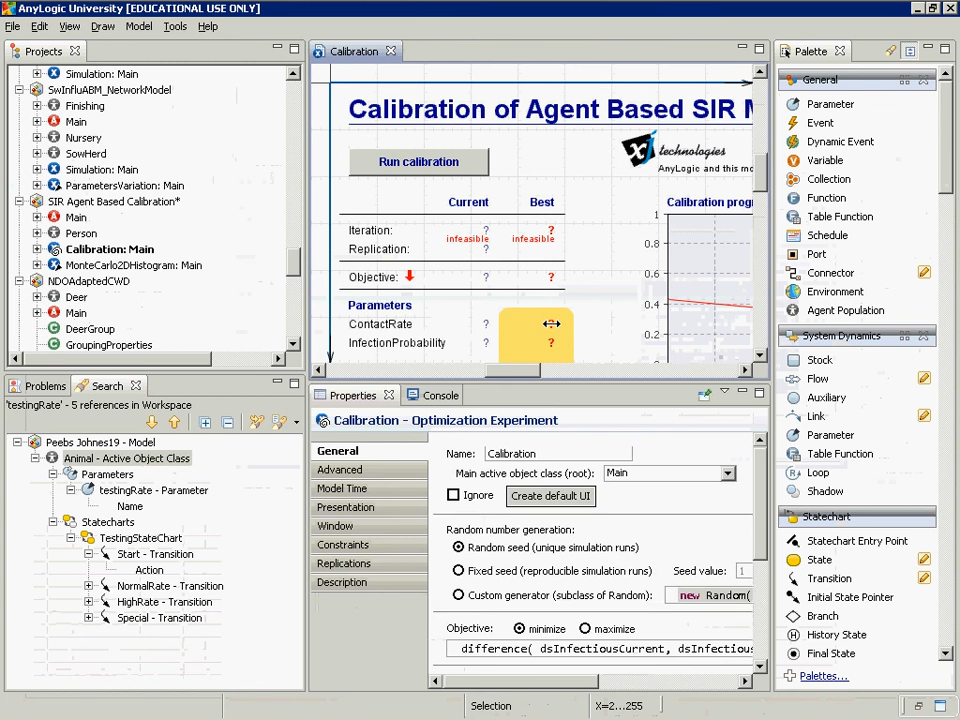 AnyLogic University [EDUCATIONAL USE ONLY]
File Edit View Draw Model Tools Help
Projects
Simulation: Main
SwInfluABM_NetworkModel
Finishing
Main
Nursery
SowHerd
Simulation: Main
ParametersVariation: Main
SIR Agent Based Calibration*
Main
Person
Calibration: Main
MonteCarlo2DHistogram: Main
NDOAdaptedCWD
Deer
Main
DeerGroup
GroupingProperties
Problems Search
'testingRate' - 5 references in Workspace
Peebs Johnes19 - Model
Animal - Active Object Class
Parameters
testingRate - Parameter
Name
Statecharts
TestingStateChart
Start - Transition
Action
NormalRate - Transition
HighRate - Transition
Special - Transition
Calibration
Calibration of Agent Based SIR M
Run calibration
xj technologies
AnyLogic and this mo
Current Best
Iteration: ? ?
infeasible infeasible
Replication: ?
Objective: ? ?
Parameters
ContactRate ? ?
InfectionProbability ? ?
Calibration prog
1
0.8
0.6
0.4
0.2
Properties Console
Calibration - Optimization Experiment
General
Advanced
Model Time
Presentation
Window
Constraints
Replications
Description
Name: Calibration
Main active object class (root): Main
Ignore Create default UI
Random number generation:
Random seed (unique simulation runs)
Fixed seed (reproducible simulation runs) Seed value: 1
Custom generator (subclass of Random): new Random(
Objective: minimize maximize
difference( dsInfectiousCurrent, dsInfectious
Palette
General
Parameter
Event
Dynamic Event
Variable
Collection
Function
Table Function
Schedule
Port
Connector
Environment
Agent Population
System Dynamics
Stock
Flow
Auxiliary
Link
Parameter
Table Function
Loop
Shadow
Statechart
Statechart Entry Point
State
Transition
Initial State Pointer
Branch
History State
Final State
Palettes...
Selection X=2...255